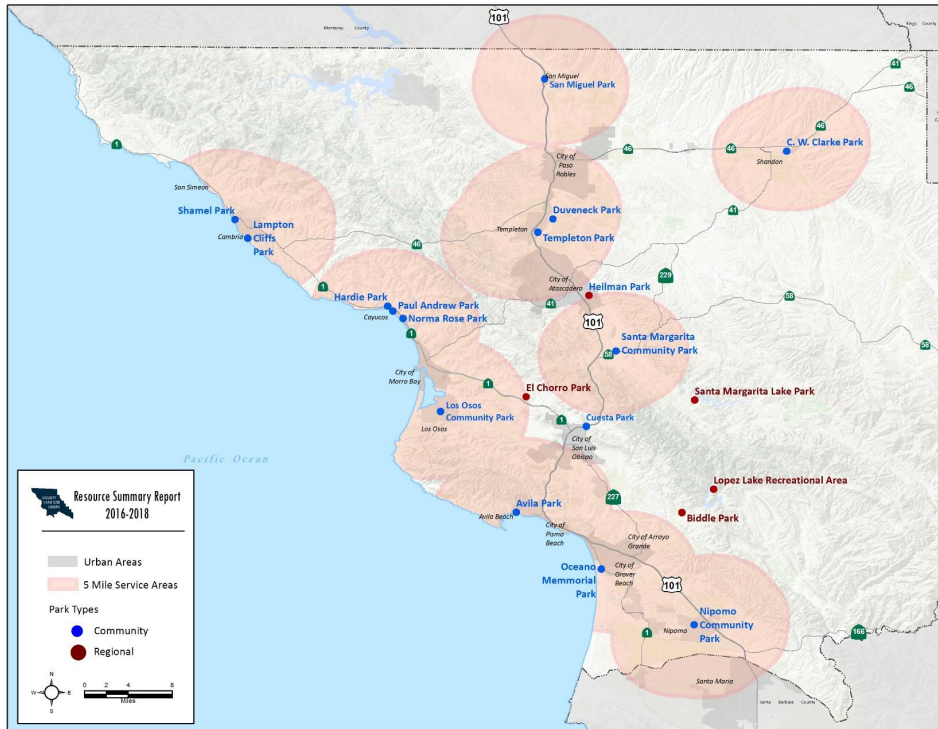 Monterey County
Kings County
101
41
46
San Miguel
San Miguel Park
1
46
46
46
C. W. Clarke Park
Shandon
City of
Paso
Robles
San Simeon
Shamel Park
Lampton
Cliffs
Park
Cambria
Duveneck Park
Templeton
Templeton Park
41
46
229
City of
Atascadero
Heilman Park
1
Hardie Park
Paul Andrew Park
Cayucos
Norma Rose Park
41
58
101
1
Santa Margarita
Community Park
58
58
City of
Morro Bay
1
El Chorro Park
Santa Margarita Lake Park
Los Osos
Community Park
Los Osos
1
Cuesta Park
City of
San Luis
Obispo
Pacific Ocean
Lopez Lake Recreational Area
227
Avila Park
Avila Beach
Biddle Park
City of
Pismo
Beach
City of Arroyo
Grande
Oceano
Memmorial
Park
City of
Grover
Beach
101
Nipomo
Community
Park
Nipomo
1
166
Santa Maria
Santa Barbara County
Resource Summary Report
2016-2018
Urban Areas
5 Mile Service Areas
Park Types
Community
Regional
N
W
E
S
0 2 4 8
Miles